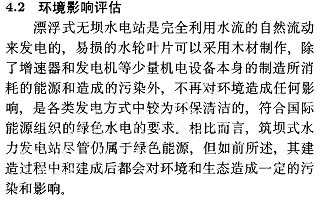 4.2 环境影响评估
漂浮式无坝水电站是完全利用水流的自然流动
来发电的，易损的水轮叶片可以采用木材制作，除
了增速器和发电机等少量机电设备本身的制造所消
耗的能源和造成的污染外，不再对环境造成任何影
响，是各类发电方式中较为环保清洁的，符合国际
能源组织的绿色水电的要求。相比而言，筑坝式水
力发电站尽管仍属于绿色能源，但如前所述，其建
造过程中和建成后都会对环境和生态造成一定的污
染和影响。